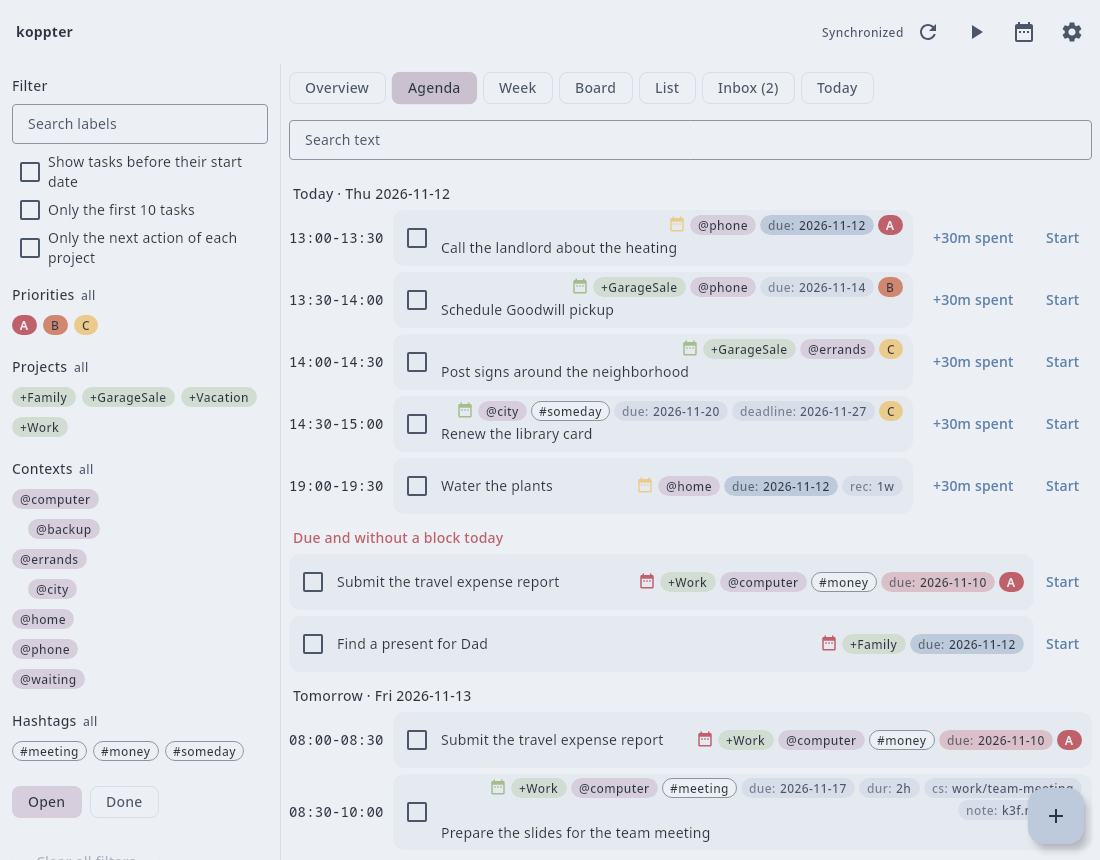 koppter
Synchronized
Filter
Search labels
Show tasks before their start
date
Only the first 10 tasks
Only the next action of each
project
Priorities all
A B C
Projects all
+Family +GarageSale +Vacation
+Work
Contexts all
@computer
@backup
@errands
@city
@home
@phone
@waiting
Hashtags all
#meeting #money #someday
Open Done
Clear all filters
Overview Agenda Week Board List Inbox (2) Today
Search text
Today · Thu 2026-11-12
@phone due: 2026-11-12 A
13:00-13:30 Call the landlord about the heating +30m spent Start
+GarageSale @phone due: 2026-11-14 B
13:30-14:00 Schedule Goodwill pickup +30m spent Start
+GarageSale @errands C
14:00-14:30 Post signs around the neighborhood +30m spent Start
@city #someday due: 2026-11-20 deadline: 2026-11-27 C
14:30-15:00 Renew the library card +30m spent Start
19:00-19:30 Water the plants @home due: 2026-11-12 rec: 1w +30m spent Start
Due and without a block today
Submit the travel expense report +Work @computer #money due: 2026-11-10 A Start
Find a present for Dad +Family due: 2026-11-12 Start
Tomorrow · Fri 2026-11-13
08:00-08:30 Submit the travel expense report +Work @computer #money due: 2026-11-10 A
+Work @computer #meeting due: 2026-11-17 dur: 2h cs: work/team-meeting
note:
08:30-10:00 Prepare the slides for the team meeting
+